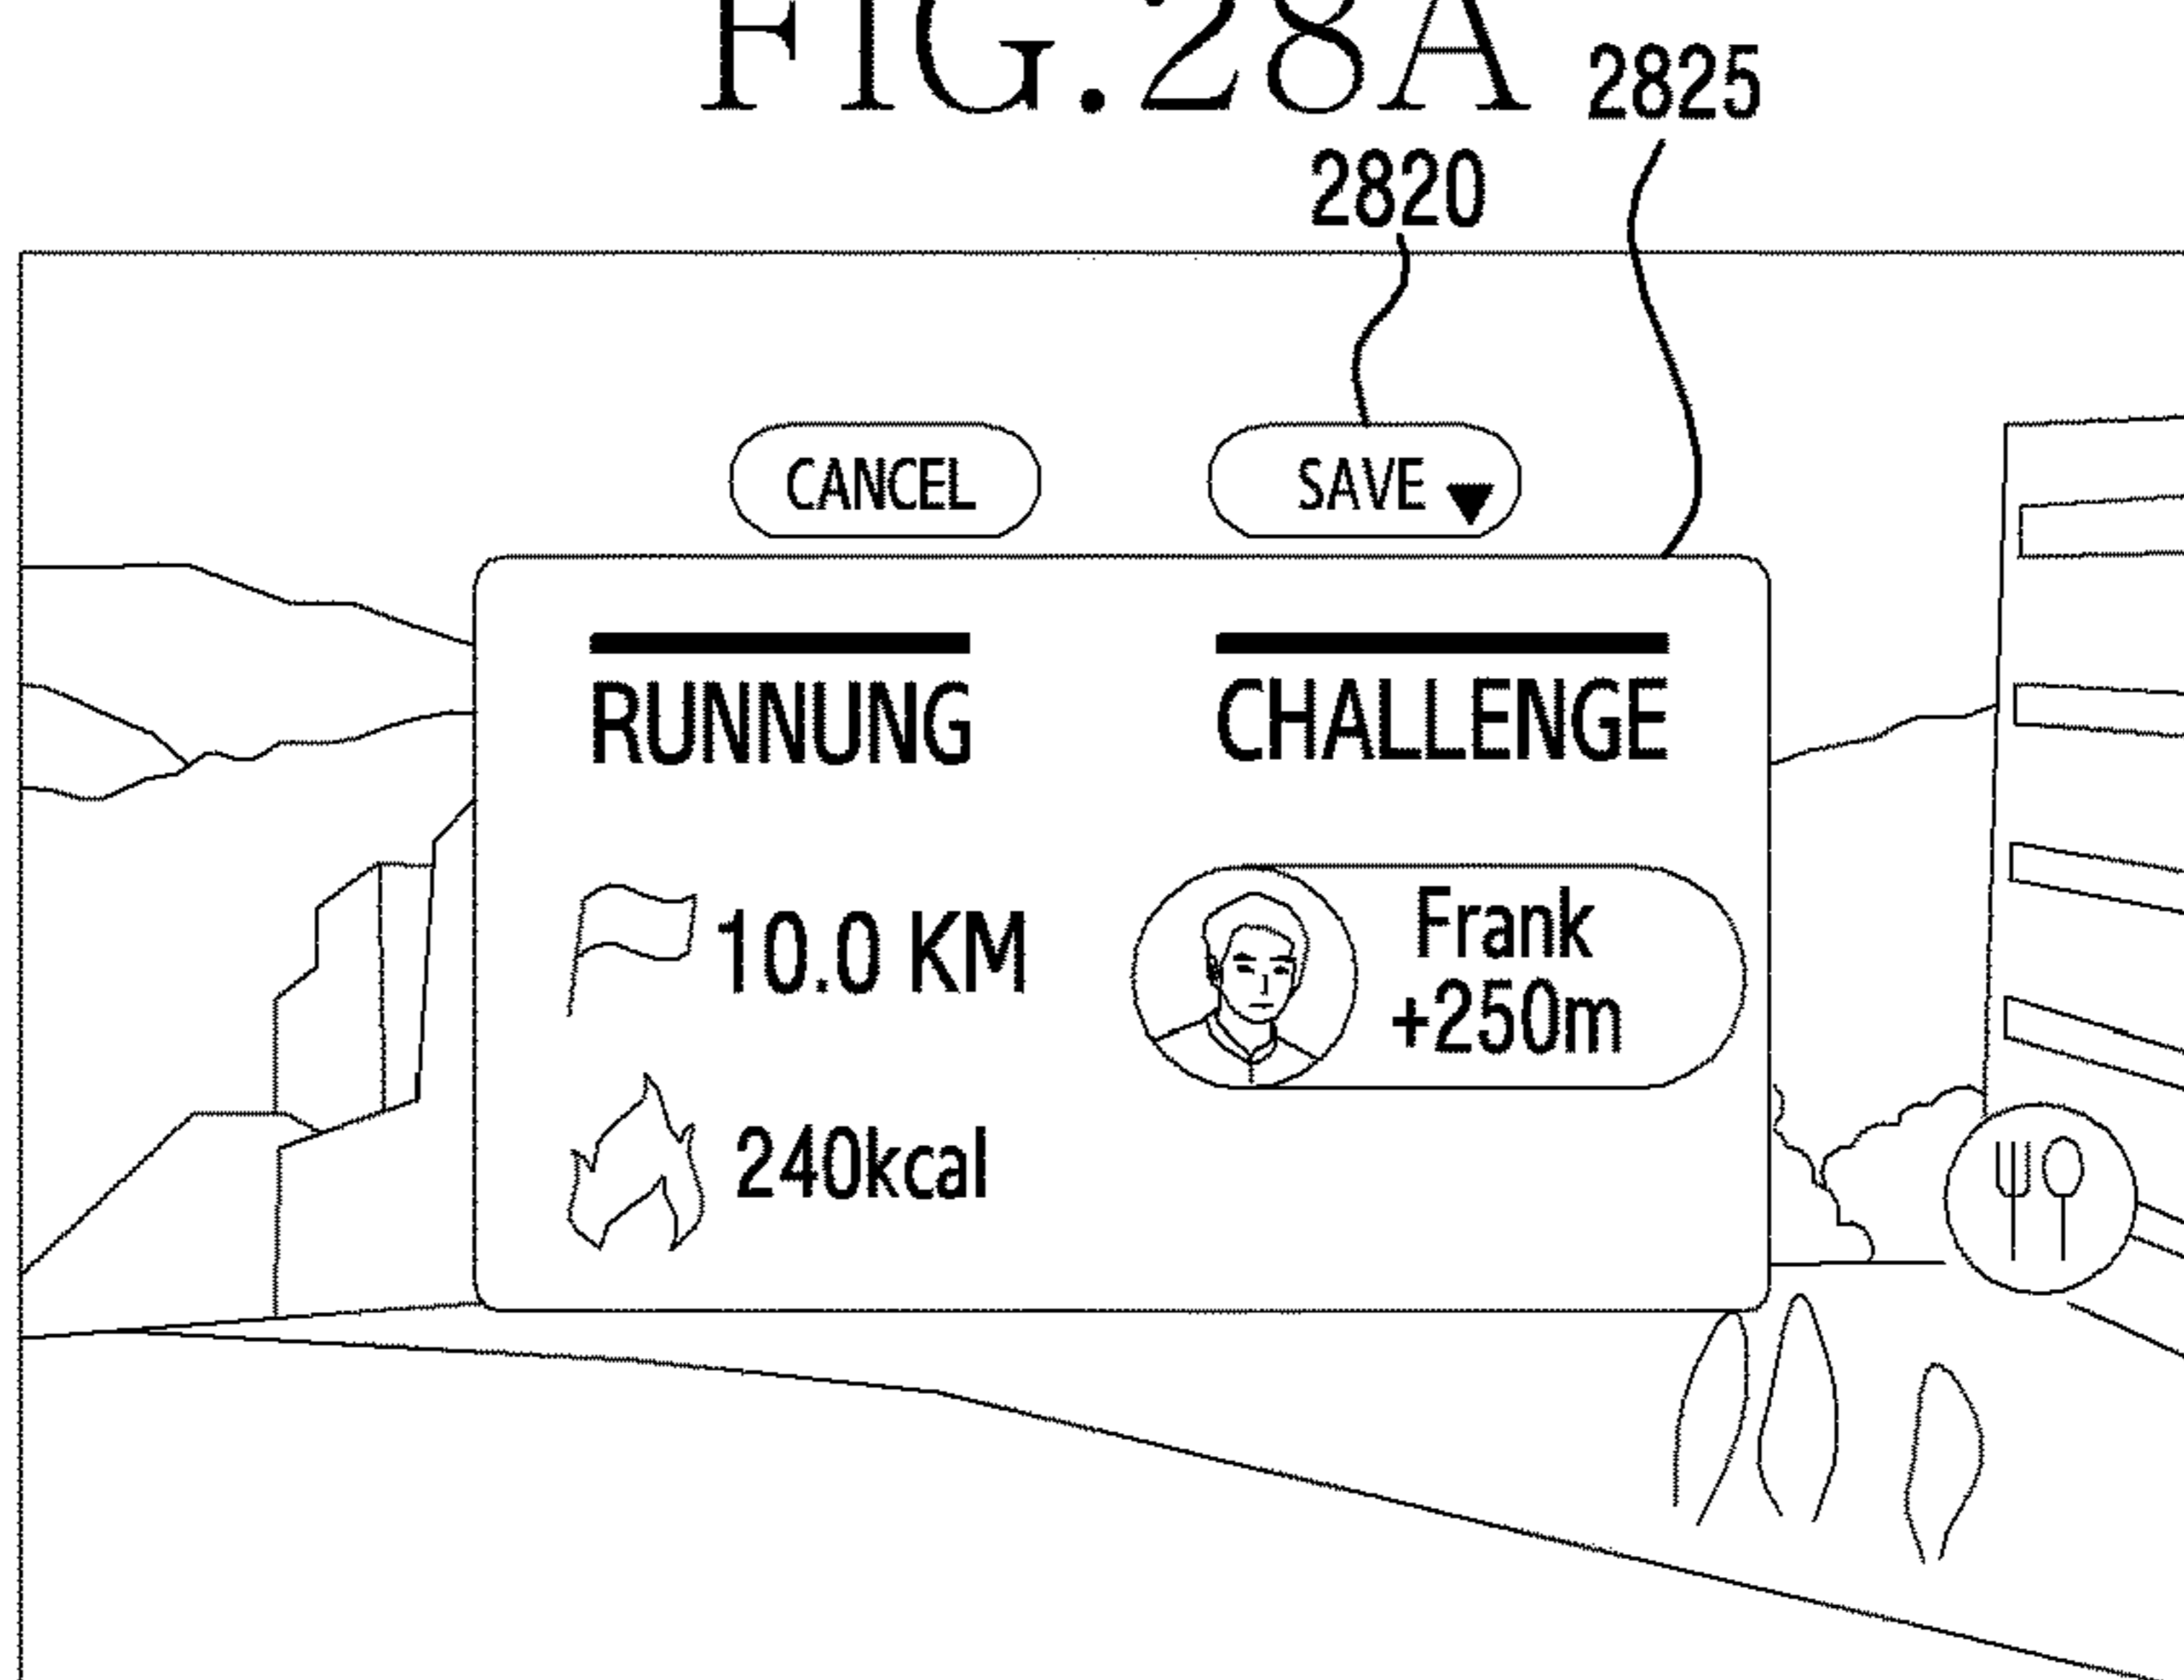 FIG.28A
2825
2820
CANCEL
SAVE
RUNNUNG
CHALLENGE
10.0 KM
Frank
+250m
240kcal